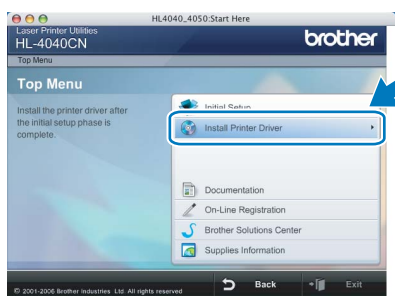 HL4040_4050:Start Here
Laser Printer Utilities
HL-4040CN
brother
Top Menu
Top Menu
Install the printer driver after
the initial setup phase is
complete.
Initial Setup
Install Printer Driver
Documentation
On-Line Registration
Brother Solutions Center
Supplies Information
© 2001-2006 Brother Industries Ltd All rights reserved
Back
Exit